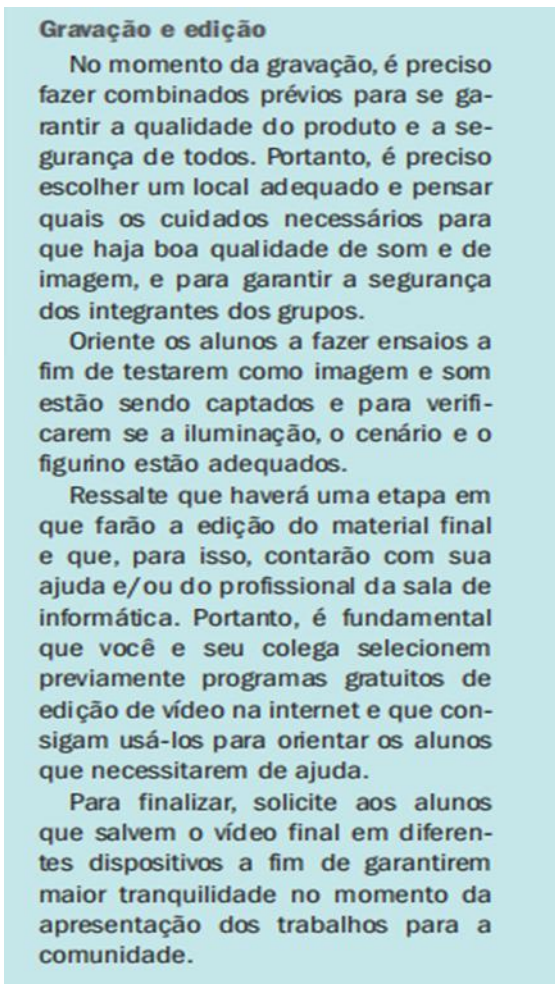 Gravação e edição
No momento da gravação, é preciso
fazer combinados prévios para se ga-
rantir a qualidade do produto e a se-
gurança de todos. Portanto, é preciso
escolher um local adequado e pensar
quais os cuidados necessários para
que haja boa qualidade de som e de
imagem, e para garantir a segurança
dos integrantes dos grupos.
Oriente os alunos a fazer ensaios a
fim de testarem como imagem e som
estão sendo captados e para verifi-
carem se a iluminação, o cenário e o
figurino estão adequados.
Ressalte que haverá uma etapa em
que farão a edição do material final
e que, para isso, contarão com sua
ajuda e/ou do profissional da sala de
informática. Portanto, é fundamental
que você e seu colega selecionem
previamente programas gratuitos de
edição de vídeo na internet e que con-
sigam usá-los para orientar os alunos
que necessitarem de ajuda.
Para finalizar, solicite aos alunos
que salvem o vídeo final em diferen-
tes dispositivos a fim de garantirem
maior tranquilidade no momento da
apresentação dos trabalhos para a
comunidade.